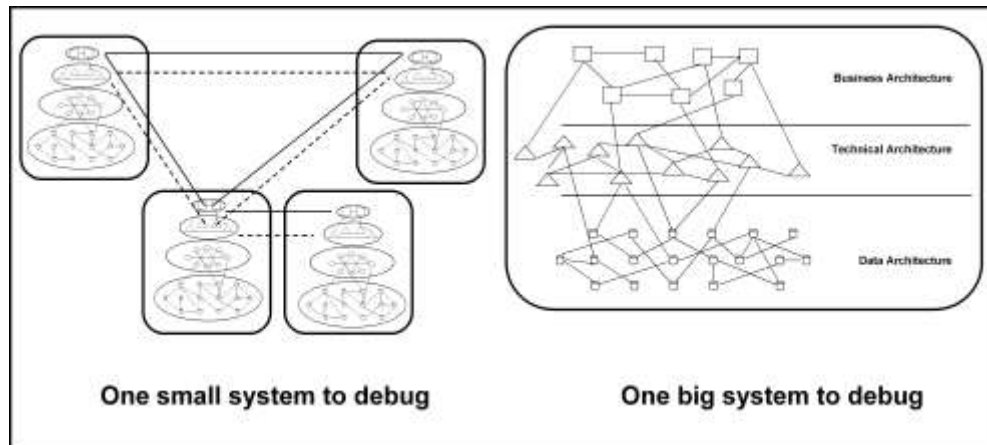 Business Architecture
Technical Architecture
Data Architecture
One small system to debug
One big system to debug